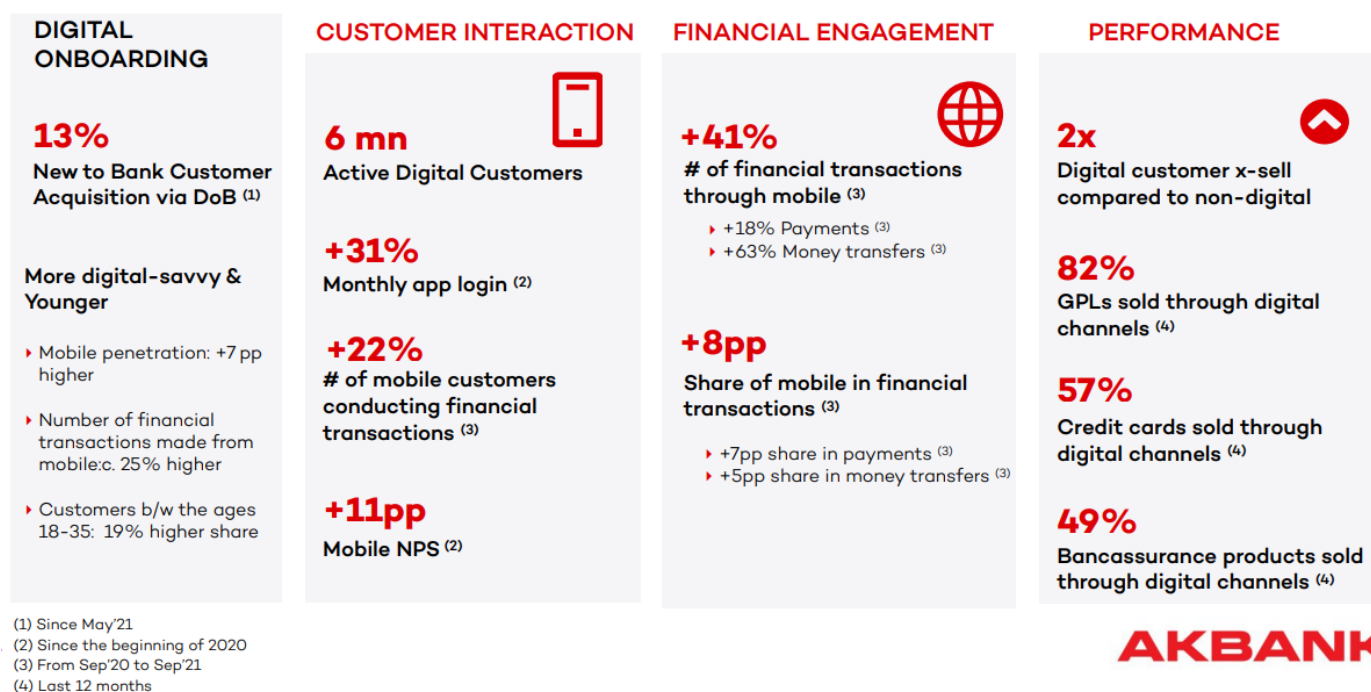 DIGITAL
ONBOARDING
13%
New to Bank Customer
Acquisition via DoB (1)
More digital-savvy &
Younger
Mobile penetration: +7 pp
higher
Number of financial
transactions made from
mobile:c. 25% higher
Customers b/w the ages
18-35: 19% higher share
CUSTOMER INTERACTION
6 mn
Active Digital Customers
+31%
Monthly app login (2)
+22%
# of mobile customers
conducting financial
transactions (3)
+11pp
Mobile NPS (2)
FINANCIAL ENGAGEMENT
+41%
# of financial transactions
through mobile (3)
+18% Payments (3)
+63% Money transfers (3)
+8pp
Share of mobile in financial
transactions (3)
+7pp share in payments (3)
+5pp share in money transfers (3)
PERFORMANCE
2x
Digital customer x-sell
compared to non-digital
82%
GPLs sold through digital
channels (4)
57%
Credit cards sold through
digital channels (4)
49%
Bancassurance products sold
through digital channels (4)
(1) Since May'21
(2) Since the beginning of 2020
(3) From Sep'20 to Sep'21
(4) Last 12 months
AKBANK